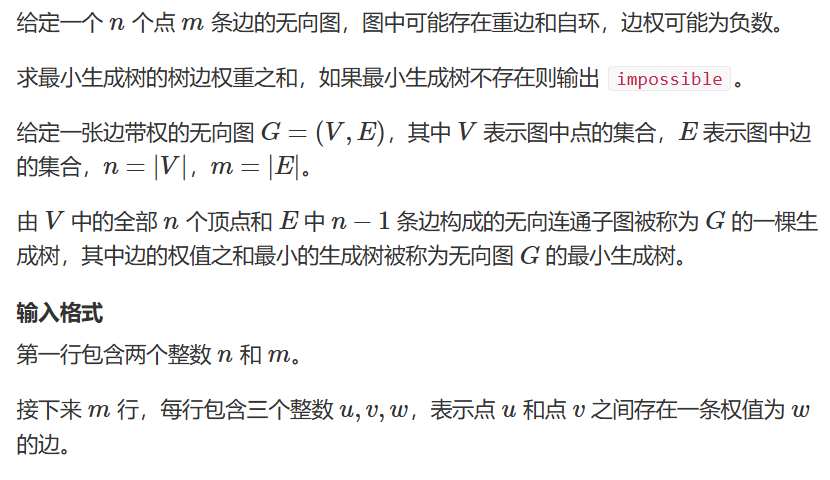 给定一个 n 个点 m 条边的无向图，图中可能存在重边和自环，边权可能为负数。
求最小生成树的树边权重之和，如果最小生成树不存在则输出 impossible 。
给定一张边带权的无向图 G = (V, E)，其中 V 表示图中点的集合，E 表示图中边
的集合，n = |V|，m = |E|。
由 V 中的全部 n 个顶点和 E 中 n − 1 条边构成的无向连通子图被称为 G 的一棵生
成树，其中边的权值之和最小的生成树被称为无向图 G 的最小生成树。
输入格式
第一行包含两个整数 n 和 m。
接下来 m 行，每行包含三个整数 u, v, w，表示点 u 和点 v 之间存在一条权值为 w
的边。